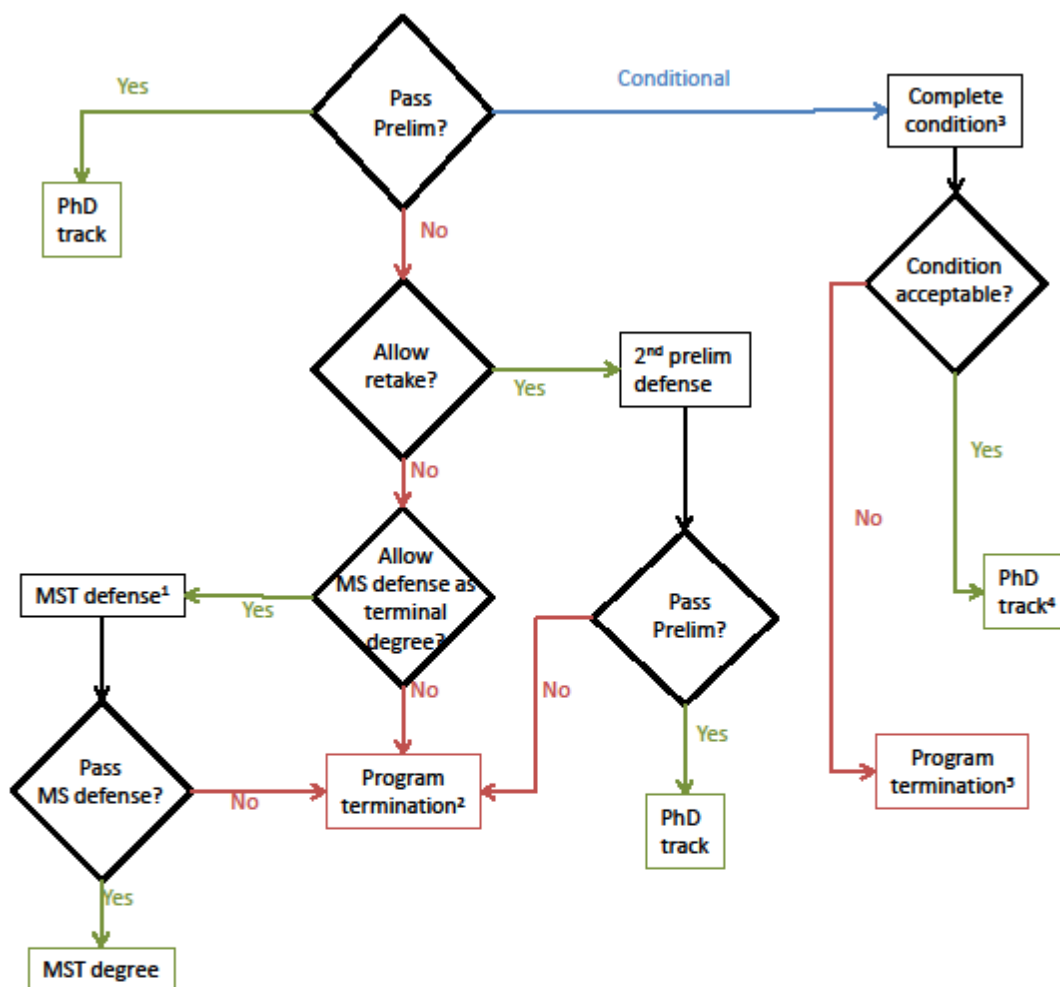 Yes
Pass
Prelim?
Conditional
Complete
condition³
PhD
track
No
Condition
acceptable?
Allow
retake?
Yes
2ⁿᵈ prelim
defense
No
Yes
No
Allow
MS defense as
terminal
degree?
MST defense¹
Yes
Pass
Prelim?
PhD
track⁴
No
No
Yes
Pass
MS defense?
No
Program
termination²
Program
termination⁵
PhD
track
Yes
MST degree